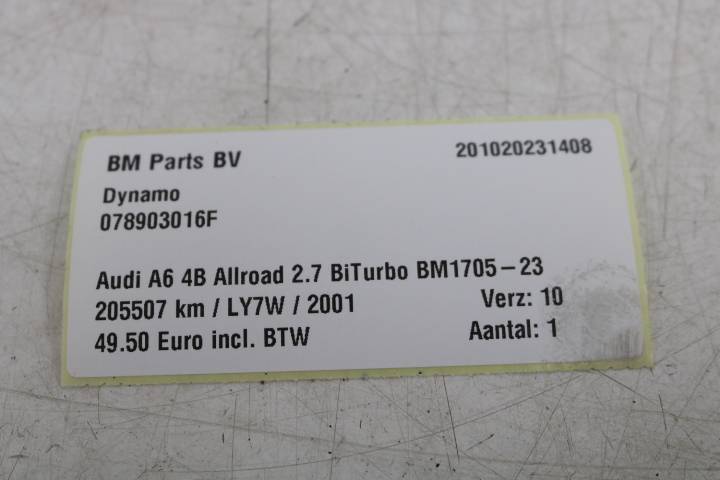 BM Parts BV 201020231408
Dynamo
078903016F
Audi A6 4B Allroad 2.7 BiTurbo BM1705-23
205507 km / LY7W / 2001 Verz: 10
49.50 Euro incl. BTW Aantal: 1